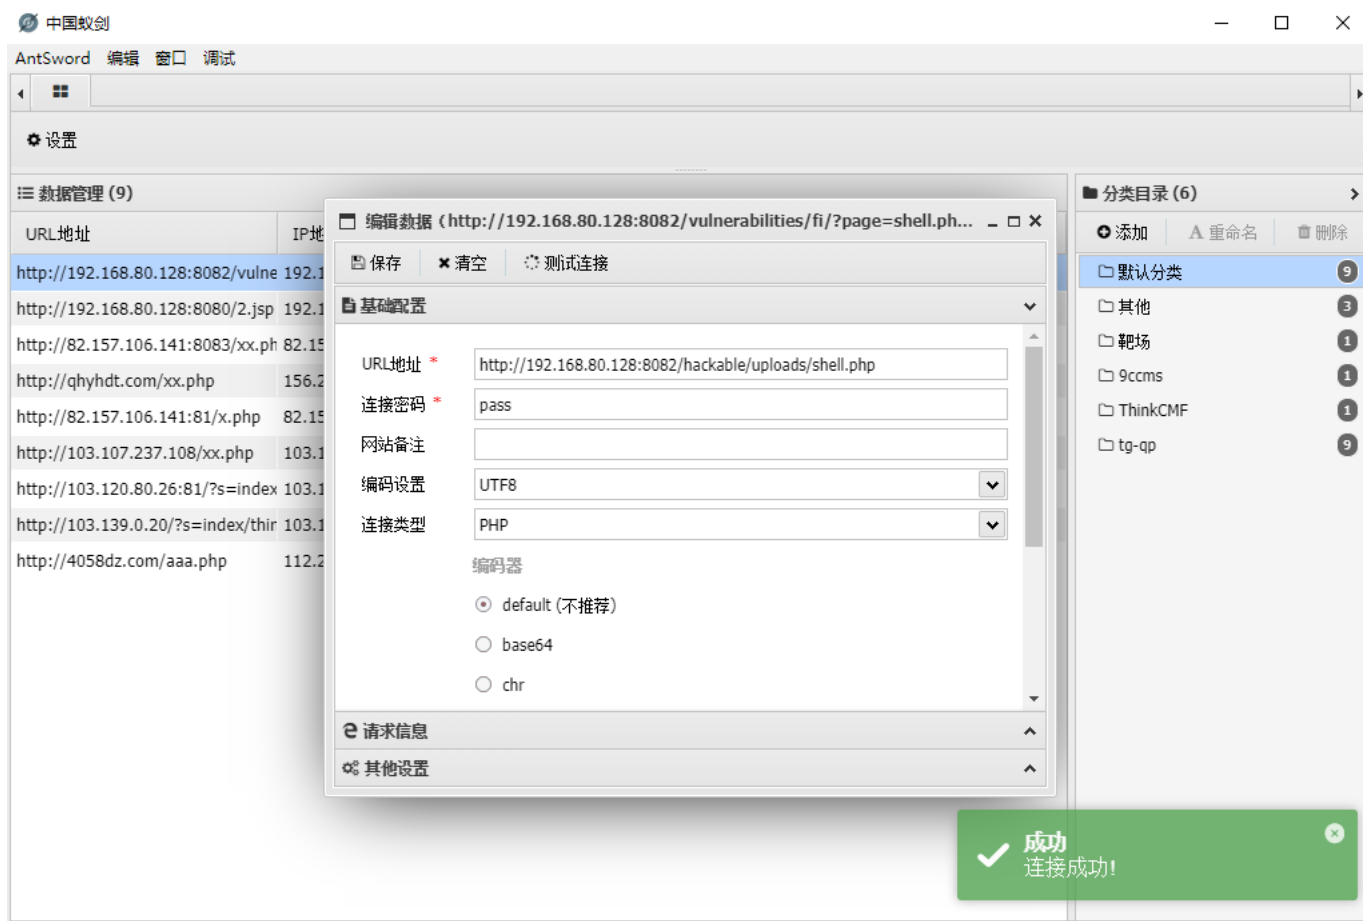 中国蚁剑
AntSword 编辑 窗口 调试
设置
数据管理 (9)
URL地址 IP地
http://192.168.80.128:8082/vulne 192.1
http://192.168.80.128:8080/2.jsp 192.1
http://82.157.106.141:8083/xx.ph 82.15
http://qhyhdt.com/xx.php 156.2
http://82.157.106.141:81/x.php 82.15
http://103.107.237.108/xx.php 103.1
http://103.120.80.26:81/?s=index 103.1
http://103.139.0.20/?s=index/thin 103.1
http://4058dz.com/aaa.php 112.2
编辑数据 (http://192.168.80.128:8082/vulnerabilities/fi/?page=shell.ph...
保存 清空 测试连接
基础配置
URL地址 * http://192.168.80.128:8082/hackable/uploads/shell.php
连接密码 * pass
网站备注
编码设置 UTF8
连接类型 PHP
编码器
default (不推荐)
base64
chr
请求信息
其他设置
分类目录 (6)
添加 重命名 删除
默认分类 9
其他 3
靶场 1
9ccms 1
ThinkCMF 1
tg-qp 9
成功
连接成功!